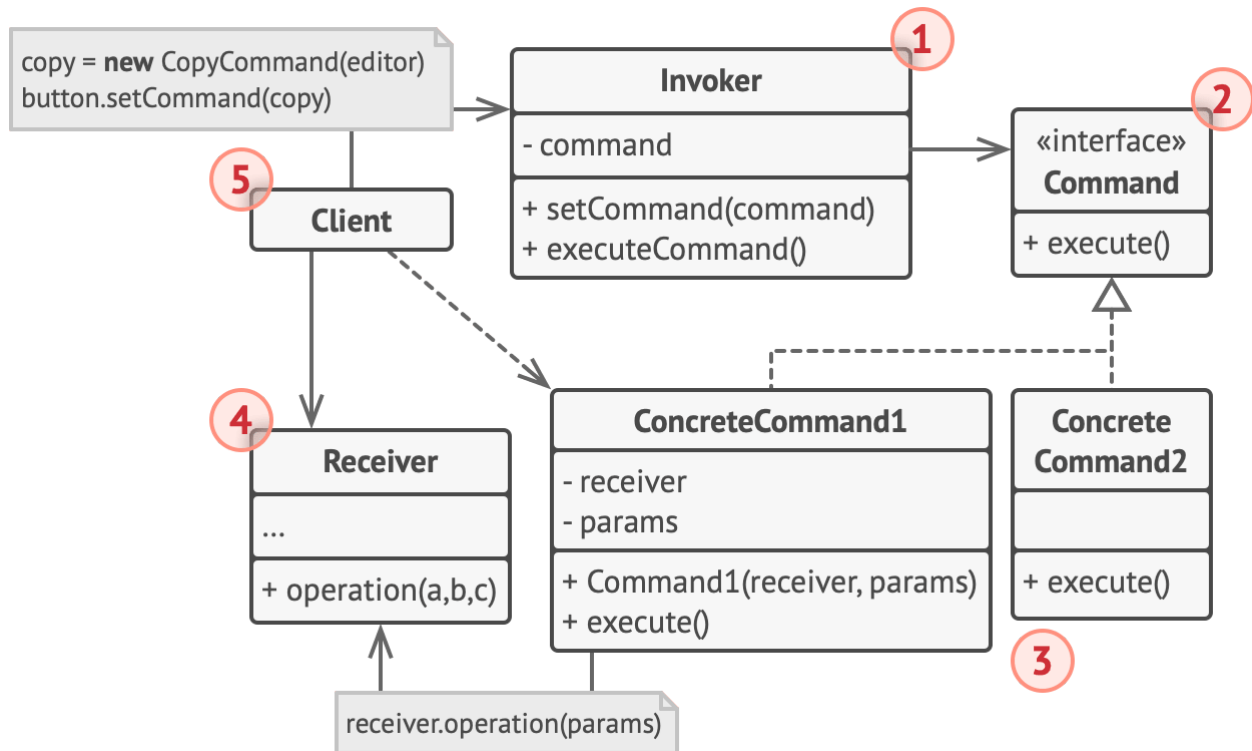 copy = new CopyCommand(editor)
button.setCommand(copy)
1
Invoker
- command
+ setCommand(command)
+ executeCommand()
2
«interface»
Command
+ execute()
5
Client
4
Receiver
...
+ operation(a,b,c)
ConcreteCommand1
- receiver
- params
+ Command1(receiver, params)
+ execute()
Concrete
Command2
+ execute()
3
receiver.operation(params)